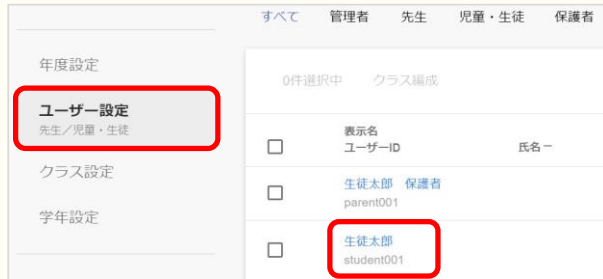 すべて 管理者 先生 児童・生徒 保護者
年度設定
ユーザー設定
先生／児童・生徒
クラス設定
学年設定
0件選択中 クラス編成
表示名
ユーザーID 氏名ー
生徒太郎 保護者
parent001
生徒太郎
student001